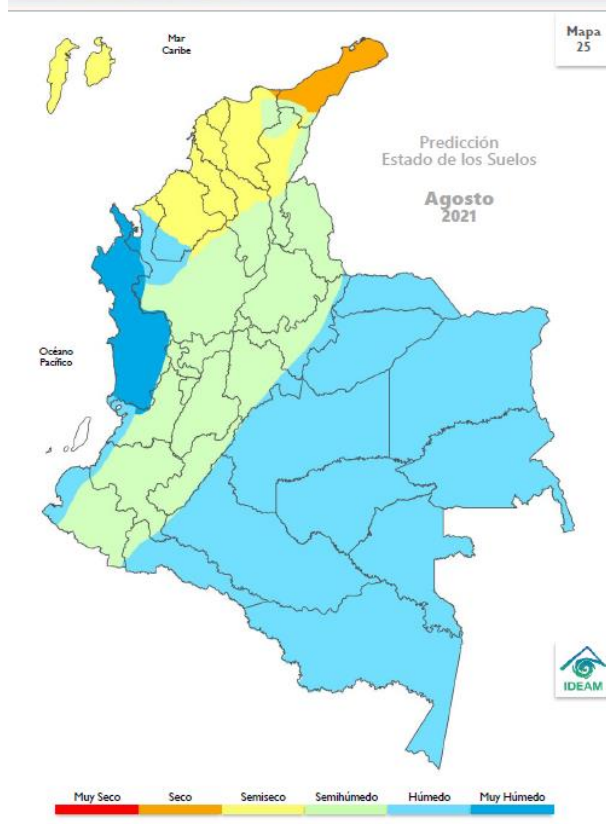 Mapa
25
Mar
Caribe
Predicción
Estado de los Suelos
Agosto
2021
Océano
Pacífico
IDEAM
Muy Seco
Seco
Semiseco
Semihúmedo
Húmedo
Muy Húmedo